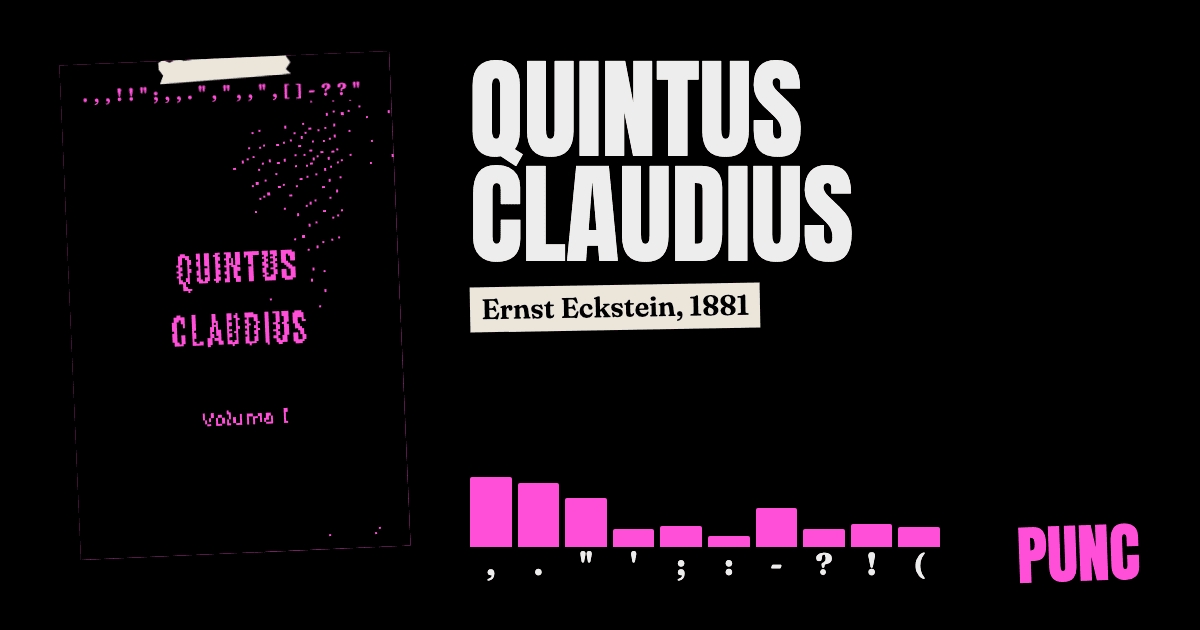 .,,!!";,,.",",,",[]-??"
QUINTUS
CLAUDIUS
Volume I
QUINTUS
CLAUDIUS
Ernst Eckstein, 1881
, . " ' ; : - ? ! (
PUNC